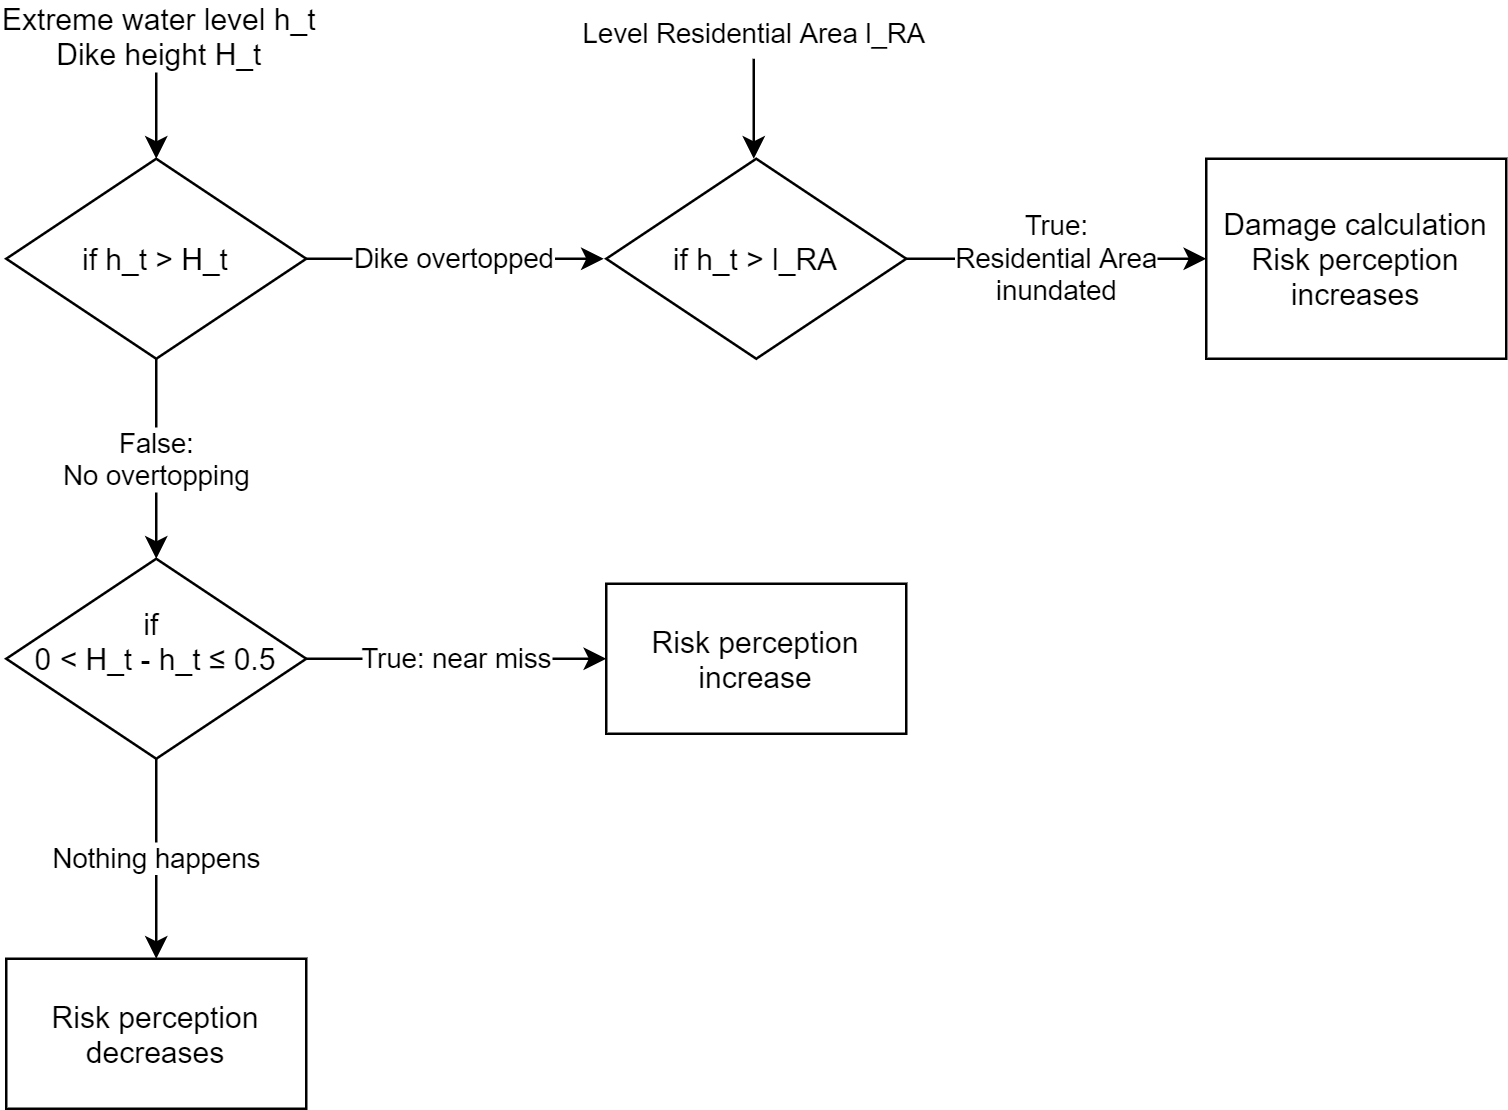 Extreme water level h_t
Dike height H_t
Level Residential Area l_RA
if h_t > H_t
Dike overtopped
if h_t > l_RA
True:
Residential Area
inundated
Damage calculation
Risk perception
increases
False:
No overtopping
if
0 < H_t - h_t ≤ 0.5
True: near miss
Risk perception
increase
Nothing happens
Risk perception
decreases